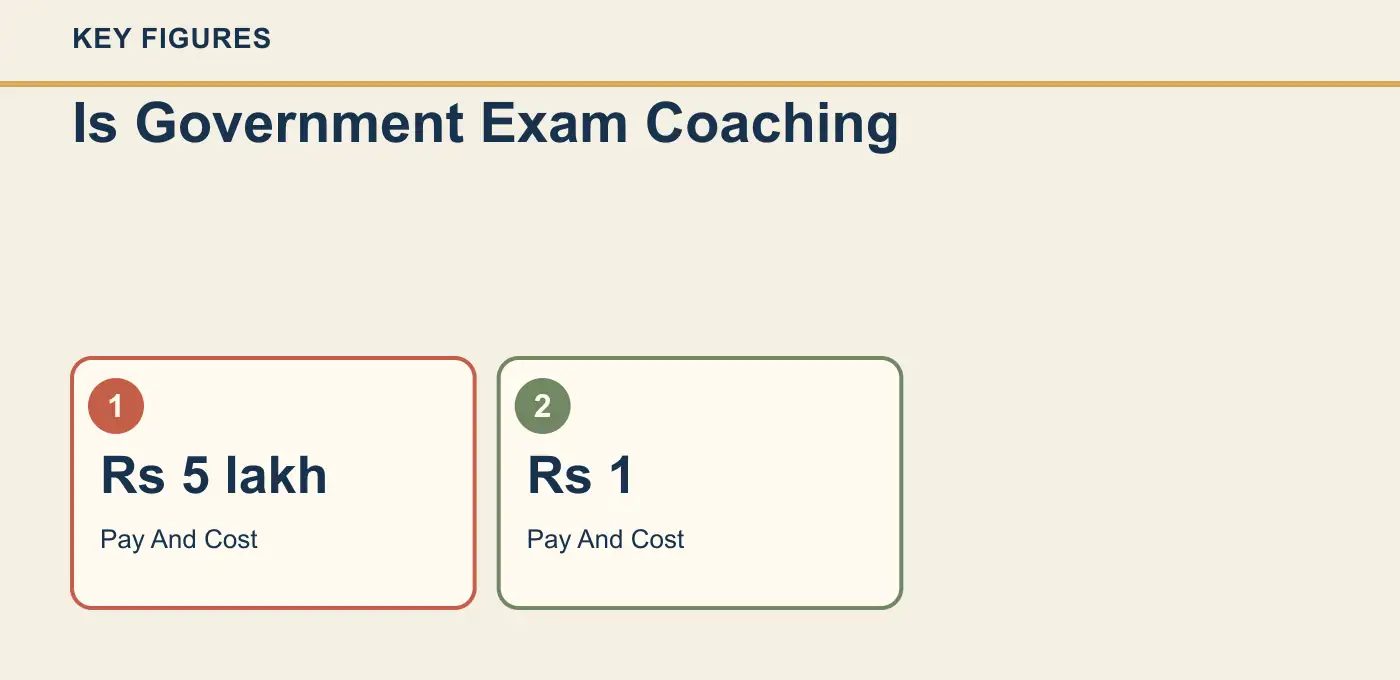 KEY FIGURES
Is Government Exam Coaching
1
Rs 5 lakh
Pay And Cost
2
Rs 1
Pay And Cost